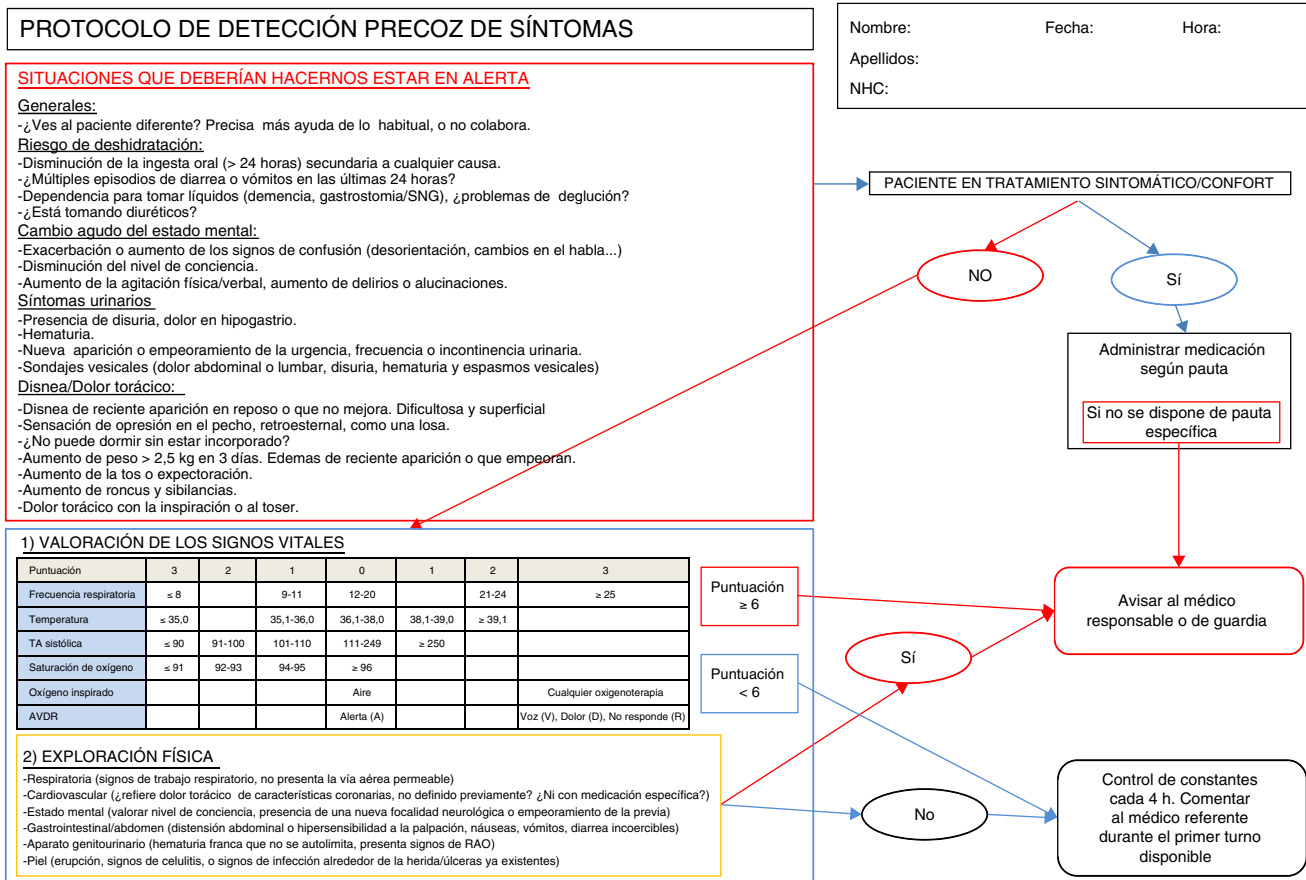 PROTOCOLO DE DETECCIÓN PRECOZ DE SÍNTOMAS
Nombre: Fecha: Hora:
Apellidos:
NHC:
SITUACIONES QUE DEBERÍAN HACERNOS ESTAR EN ALERTA
Generales:
-¿Ves al paciente diferente? Precisa más ayuda de lo habitual, o no colabora.
Riesgo de deshidratación:
-Disminución de la ingesta oral (> 24 horas) secundaria a cualquier causa.
-¿Múltiples episodios de diarrea o vómitos en las últimas 24 horas?
-Dependencia para tomar líquidos (demencia, gastrostomia/SNG), ¿problemas de deglución?
-¿Está tomando diuréticos?
Cambio agudo del estado mental:
-Exacerbación o aumento de los signos de confusión (desorientación, cambios en el habla...)
-Disminución del nivel de conciencia.
-Aumento de la agitación física/verbal, aumento de delirios o alucinaciones.
Síntomas urinarios
-Presencia de disuria, dolor en hipogastrio.
-Hematuria.
-Nueva aparición o empeoramiento de la urgencia, frecuencia o incontinencia urinaria.
-Sondajes vesicales (dolor abdominal o lumbar, disuria, hematuria y espasmos vesicales)
Disnea/Dolor torácico:
-Disnea de reciente aparición en reposo o que no mejora. Dificultosa y superficial
-Sensación de opresión en el pecho, retroesternal, como una losa.
-¿No puede dormir sin estar incorporado?
-Aumento de peso > 2,5 kg en 3 días. Edemas de reciente aparición o que empeoran.
-Aumento de la tos o expectoración.
-Aumento de roncus y sibilancias.
-Dolor torácico con la inspiración o al toser.
PACIENTE EN TRATAMIENTO SINTOMÁTICO/CONFORT
NO
Sí
Administrar medicación
según pauta
Si no se dispone de pauta
específica
1) VALORACIÓN DE LOS SIGNOS VITALES
Puntuación 3 2 1 0 1 2 3
Frecuencia respiratoria ≤ 8 9-11 12-20 21-24 ≥ 25
Temperatura ≤ 35,0 35,1-36,0 36,1-38,0 38,1-39,0 ≥ 39,1
TA sistólica ≤ 90 91-100 101-110 111-249 ≥ 250
Saturación de oxígeno ≤ 91 92-93 94-95 ≥ 96
Oxígeno inspirado Aire Cualquier oxigenoterapia
AVDR Alerta (A) Voz (V), Dolor (D), No responde (R)
Puntuación
≥ 6
Puntuación
< 6
Avisar al médico
responsable o de guardia
Sí
2) EXPLORACIÓN FÍSICA
-Respiratoria (signos de trabajo respiratorio, no presenta la vía aérea permeable)
-Cardiovascular (¿refiere dolor torácico de características coronarias, no definido previamente? ¿Ni con medicación específica?)
-Estado mental (valorar nivel de conciencia, presencia de una nueva focalidad neurológica o empeoramiento de la previa)
-Gastrointestinal/abdomen (distensión abdominal o hipersensibilidad a la palpación, náuseas, vómitos, diarrea incoercibles)
-Aparato genitourinario (hematuria franca que no se autolimita, presenta signos de RAO)
-Piel (erupción, signos de celulitis, o signos de infección alrededor de la herida/úlceras ya existentes)
No
Control de constantes
cada 4 h. Comentar
al médico referente
durante el primer turno
disponible